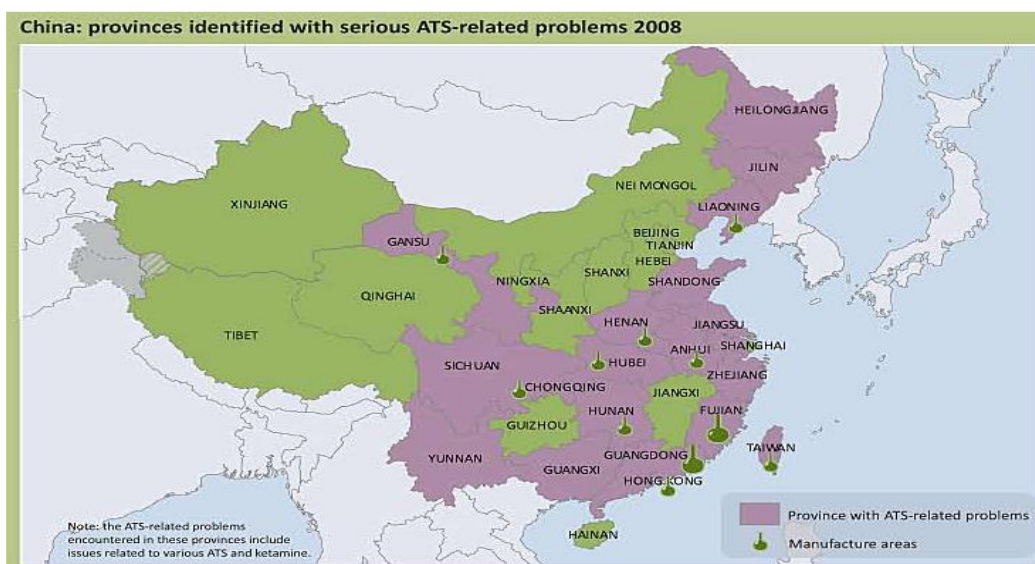 China: provinces identified with serious ATS-related problems 2008
HEILONGJIANG
JILIN
NEI MONGOL
LIAONING
XINJIANG
GANSU
BEIJING
TIANJIN
HEBEI
SHANXI
NINGXIA
SHANDONG
QINGHAI
SHAANXI
HENAN
JIANGSU
TIBET
SHANGHAI
ANHUI
HUBEI
SICHUAN
ZHEJIANG
CHONGQING
JIANGXI
HUNAN
FUJIAN
GUIZHOU
TAIWAN
GUANGDONG
YUNNAN
GUANGXI
HONG KONG
HAINAN
Province with ATS-related problems
Manufacture areas
Note: the ATS-related problems
encountered in these provinces include
issues related to various ATS and ketamine.